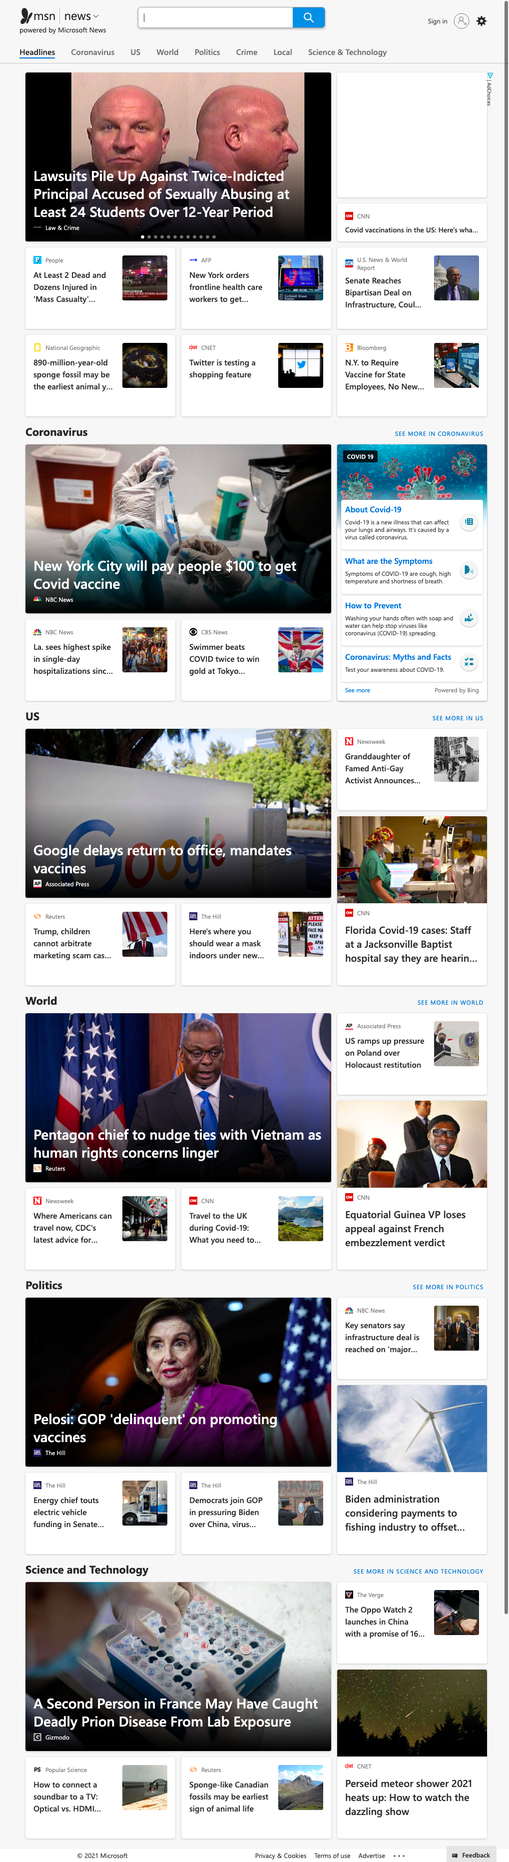 msn news
powered by Microsoft News
Sign in
Headlines Coronavirus US World Politics Crime Local Science & Technology
AdChoices
Lawsuits Pile Up Against Twice-Indicted
Principal Accused of Sexually Abusing at
Least 24 Students Over 12-Year Period
Law & Crime
CNN
Covid vaccinations in the US: Here's wha...
People
At Least 2 Dead and
Dozens Injured in
'Mass Casualty'...
AFP
New York orders
frontline health care
workers to get...
U.S. News & World
Report
Senate Reaches
Bipartisan Deal on
Infrastructure, Coul...
National Geographic
890-million-year-old
sponge fossil may be
the earliest animal y...
CNET
Twitter is testing a
shopping feature
Bloomberg
N.Y. to Require
Vaccine for State
Employees, No New...
Coronavirus
SEE MORE IN CORONAVIRUS
New York City will pay people $100 to get
Covid vaccine
NBC News
COVID 19
About Covid-19
Covid-19 is a new illness that can affect
your lungs and airways. It's caused by a
virus called coronavirus.
What are the Symptoms
Symptoms of COVID-19 are cough, high
temperature and shortness of breath.
How to Prevent
Washing your hands often with soap and
water can help stop viruses like
coronavirus (COVID-19) spreading.
Coronavirus: Myths and Facts
Test your awareness about COVID-19.
See more
Powered by Bing
NBC News
La. sees highest spike
in single-day
hospitalizations sinc...
CBS News
Swimmer beats
COVID twice to win
gold at Tokyo...
US
SEE MORE IN US
Google
Google delays return to office, mandates
vaccines
AP Associated Press
Newsweek
Granddaughter of
Famed Anti-Gay
Activist Announces...
CNN
Florida Covid-19 cases: Staff
at a Jacksonville Baptist
hospital say they are hearin...
Reuters
Trump, children
cannot arbitrate
marketing scam cas...
The Hill
Here's where you
should wear a mask
indoors under new...
World
SEE MORE IN WORLD
Pentagon chief to nudge ties with Vietnam as
human rights concerns linger
Reuters
AP Associated Press
US ramps up pressure
on Poland over
Holocaust restitution
CNN
Equatorial Guinea VP loses
appeal against French
embezzlement verdict
Newsweek
Where Americans can
travel now, CDC's
latest advice for...
CNN
Travel to the UK
during Covid-19:
What you need to...
Politics
SEE MORE IN POLITICS
Pelosi: GOP 'delinquent' on promoting
vaccines
The Hill
NBC News
Key senators say
infrastructure deal is
reached on 'major...
The Hill
Biden administration
considering payments to
fishing industry to offset...
The Hill
Energy chief touts
electric vehicle
funding in Senate...
The Hill
Democrats join GOP
in pressuring Biden
over China, virus...
Science and Technology
SEE MORE IN SCIENCE AND TECHNOLOGY
A Second Person in France May Have Caught
Deadly Prion Disease From Lab Exposure
Gizmodo
The Verge
The Oppo Watch 2
launches in China
with a promise of 16...
CNET
Perseid meteor shower 2021
heats up: How to watch the
dazzling show
PS Popular Science
How to connect a
soundbar to a TV:
Optical vs. HDMI...
Reuters
Sponge-like Canadian
fossils may be earliest
sign of animal life
© 2021 Microsoft
Privacy & Cookies Terms of use Advertise ...
Feedback